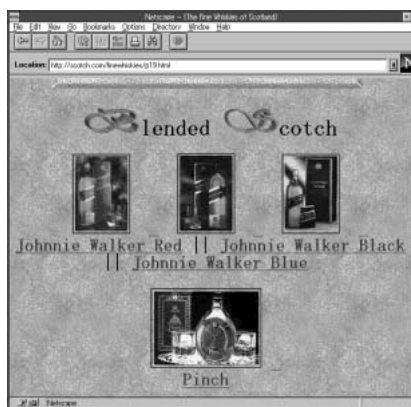 Netscape - (The Fine Whiskies of Scotland)
File Edit View Go Bookmarks Options Directory Window Help
Location: http://scotch.com/finewhiskies/p19.html
N
Blended Scotch
Johnnie Walker Red || Johnnie Walker Black
|| Johnnie Walker Blue
Pinch
Netscape